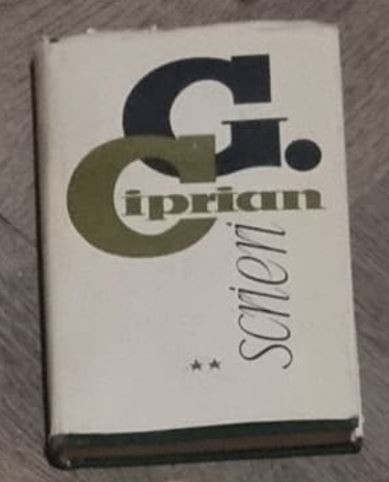 G.
Ciprian
scrieri
**